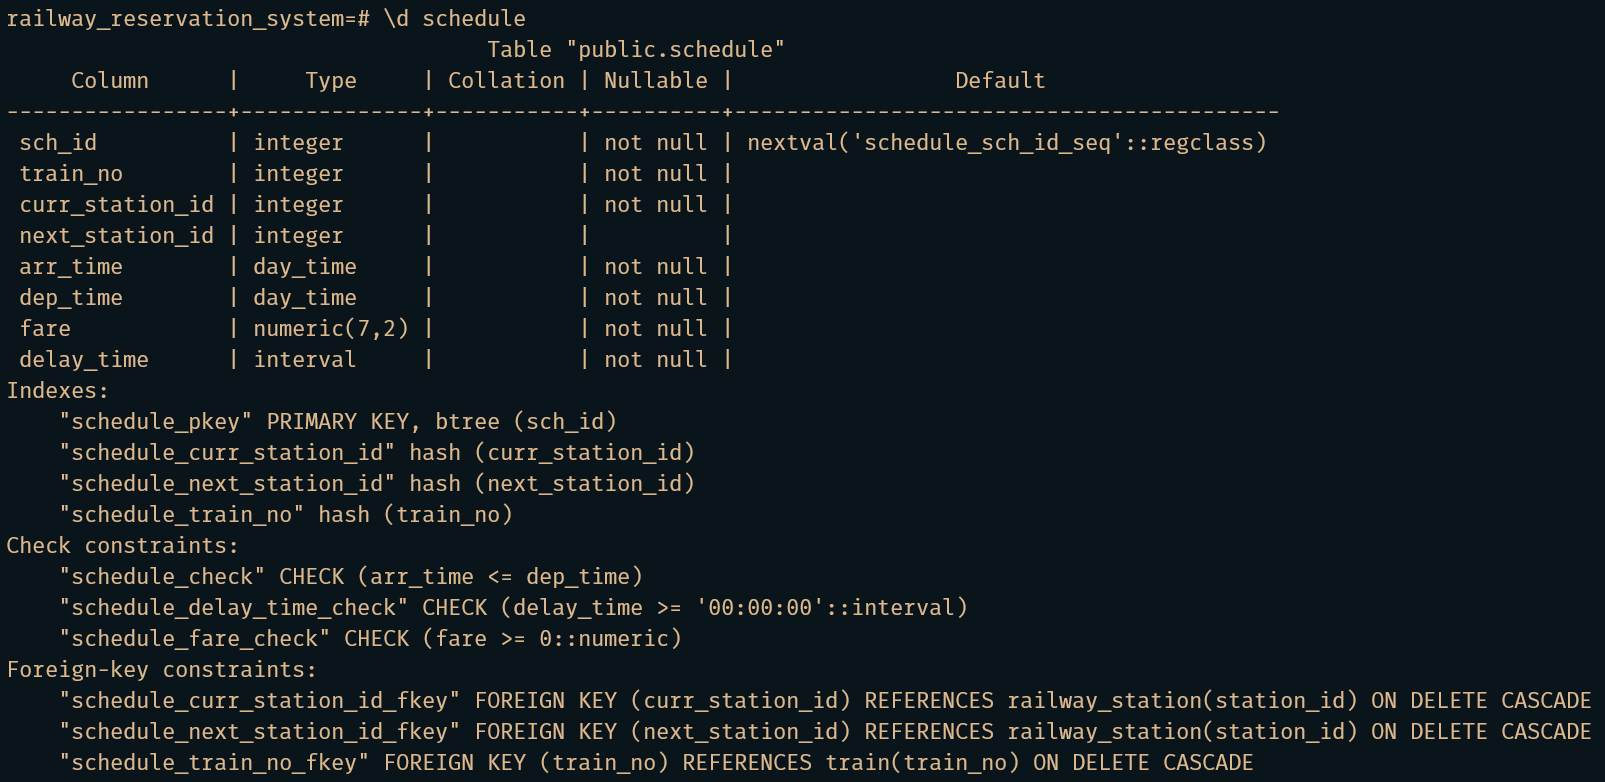 railway_reservation_system=# \d schedule
                                     Table "public.schedule"
     Column      |     Type     | Collation | Nullable |                 Default
-----------------+--------------+-----------+----------+------------------------------------------
 sch_id          | integer      |           | not null | nextval('schedule_sch_id_seq'::regclass)
 train_no        | integer      |           | not null |
 curr_station_id | integer      |           | not null |
 next_station_id | integer      |           |          |
 arr_time        | day_time     |           | not null |
 dep_time        | day_time     |           | not null |
 fare            | numeric(7,2) |           | not null |
 delay_time      | interval     |           | not null |
Indexes:
    "schedule_pkey" PRIMARY KEY, btree (sch_id)
    "schedule_curr_station_id" hash (curr_station_id)
    "schedule_next_station_id" hash (next_station_id)
    "schedule_train_no" hash (train_no)
Check constraints:
    "schedule_check" CHECK (arr_time <= dep_time)
    "schedule_delay_time_check" CHECK (delay_time >= '00:00:00'::interval)
    "schedule_fare_check" CHECK (fare >= 0::numeric)
Foreign-key constraints:
    "schedule_curr_station_id_fkey" FOREIGN KEY (curr_station_id) REFERENCES railway_station(station_id) ON DELETE CASCADE
    "schedule_next_station_id_fkey" FOREIGN KEY (next_station_id) REFERENCES railway_station(station_id) ON DELETE CASCADE
    "schedule_train_no_fkey" FOREIGN KEY (train_no) REFERENCES train(train_no) ON DELETE CASCADE